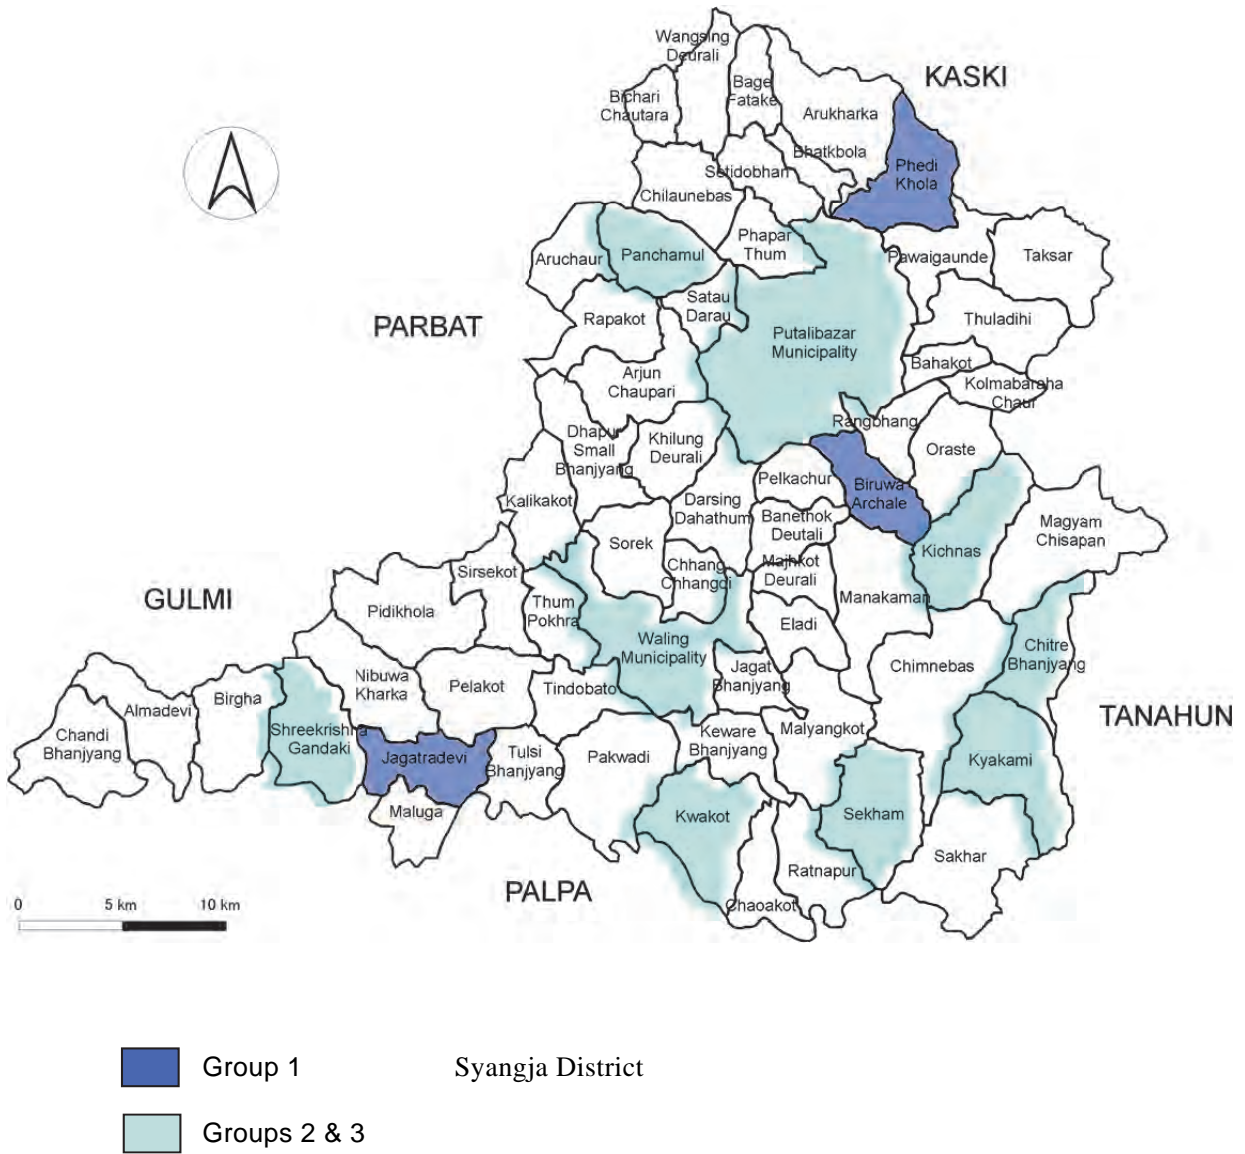 Wangsing
Deurali
KASKI
Bage
Fatake
Bichari
Chautara
Arukharka
Bhatkbola
Phedi
Khola
Setidobhan
Chilaunebas
Phapar
Thum
Panchamul
Aruchaur
Pawaigaunde
Taksar
Satau
Darau
PARBAT
Rapakot
Thuladihi
Putalibazar
Municipality
Bahakot
Arjun
Chaupari
Kolmabaraha
Chaur
Rangbhang
Dhapur
Small
Bhanjyang
Khilung
Deurali
Oraste
Pelkachur
Biruwa
Archale
Kalikakot
Darsing
Dahathum
Banethok
Deutali
Magyam
Chisapan
Sorek
Kichnas
Chhang
Chhangdi
Majhkot
Deurali
Sirsekot
GULMI
Manakaman
Pidikhola
Thum
Pokhra
Eladi
Waling
Municipality
Chitre
Bhanjyang
Chimnebas
Jagat
Bhanjyang
Nibuwa
Kharka
Pelakot
Tindobato
Birgha
Almadevi
TANAHUN
Shreekrishna
Gandaki
Malyangkot
Chandi
Bhanjyang
Keware
Bhanjyang
Jagatradevi
Tulsi
Bhanjyang
Pakwadi
Kyakami
Maluga
Kwakot
Sekham
Sakhar
Ratnapur
PALPA
Chaoakot
0 5 km 10 km
Group 1 Syangja District
Groups 2 & 3